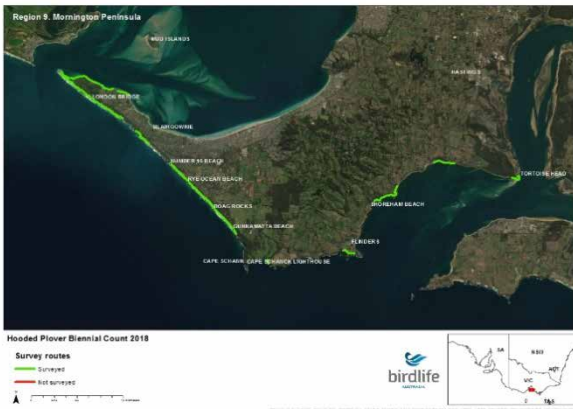 Region 9. Mornington Peninsula
MUD ISLANDS
HASTINGS
LONDON BRIDGE
BLAIRGOWRIE
NUMBER 16 BEACH
RYE OCEAN BEACH
TORTOISE HEAD
BOAG ROCKS
SHOREHAM BEACH
GUNNAMATTA BEACH
FLINDERS
CAPE SCHANK CAPE SCHANCK LIGHTHOUSE
Hooded Plover Biennial Count 2018
Survey routes
Surveyed
Not surveyed
N
birdlife
AUSTRALIA
SA
NSW
ACT
VIC
TAS